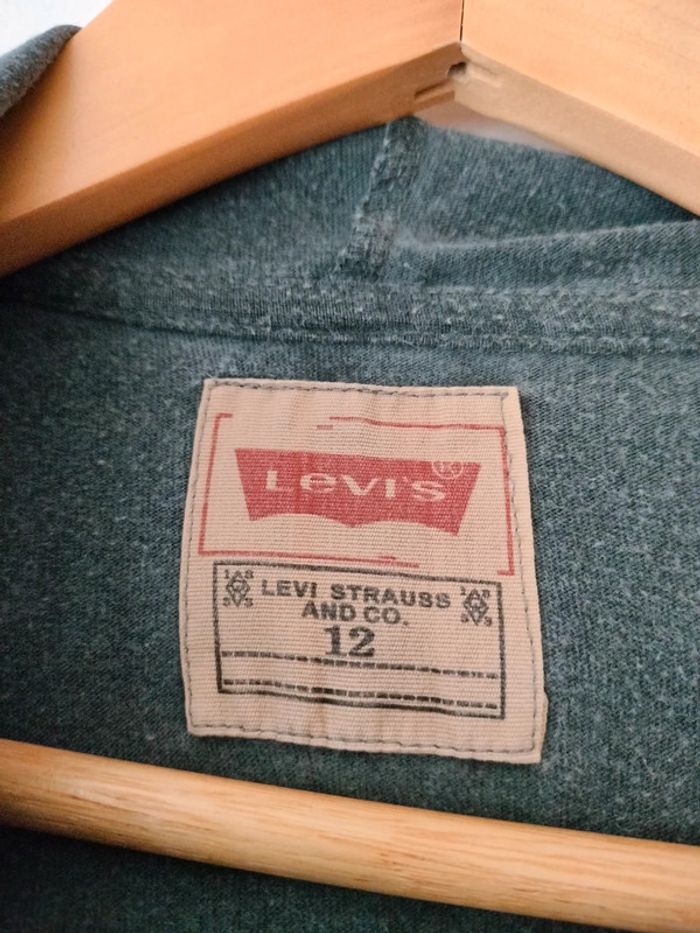 Levi's ®
LEVI STRAUSS
AND CO.
12